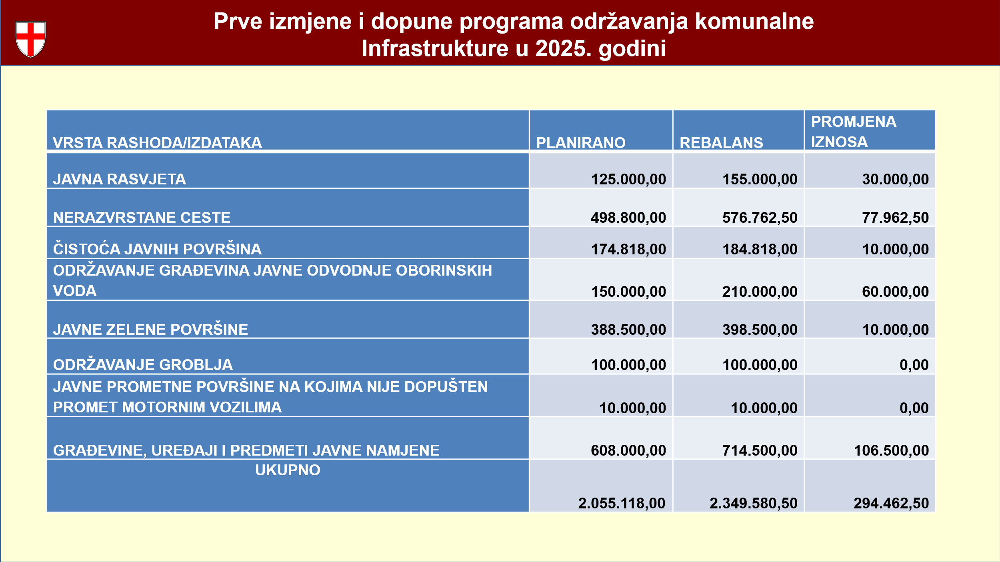 Prve izmjene i dopune programa održavanja komunalne
Infrastrukture u 2025. godini
VRSTA RASHODA/IZDATAKA PLANIRANO REBALANS PROMJENA
IZNOSA
JAVNA RASVJETA 125.000,00 155.000,00 30.000,00
NERAZVRSTANE CESTE 498.800,00 576.762,50 77.962,50
ČISTOĆA JAVNIH POVRŠINA 174.818,00 184.818,00 10.000,00
ODRŽAVANJE GRAĐEVINA JAVNE ODVODNJE OBORINSKIH
VODA 150.000,00 210.000,00 60.000,00
JAVNE ZELENE POVRŠINE 388.500,00 398.500,00 10.000,00
ODRŽAVANJE GROBLJA 100.000,00 100.000,00 0,00
JAVNE PROMETNE POVRŠINE NA KOJIMA NIJE DOPUŠTEN
PROMET MOTORNIM VOZILIMA 10.000,00 10.000,00 0,00
GRAĐEVINE, UREĐAJI I PREDMETI JAVNE NAMJENE 608.000,00 714.500,00 106.500,00
UKUPNO
2.055.118,00 2.349.580,50 294.462,50